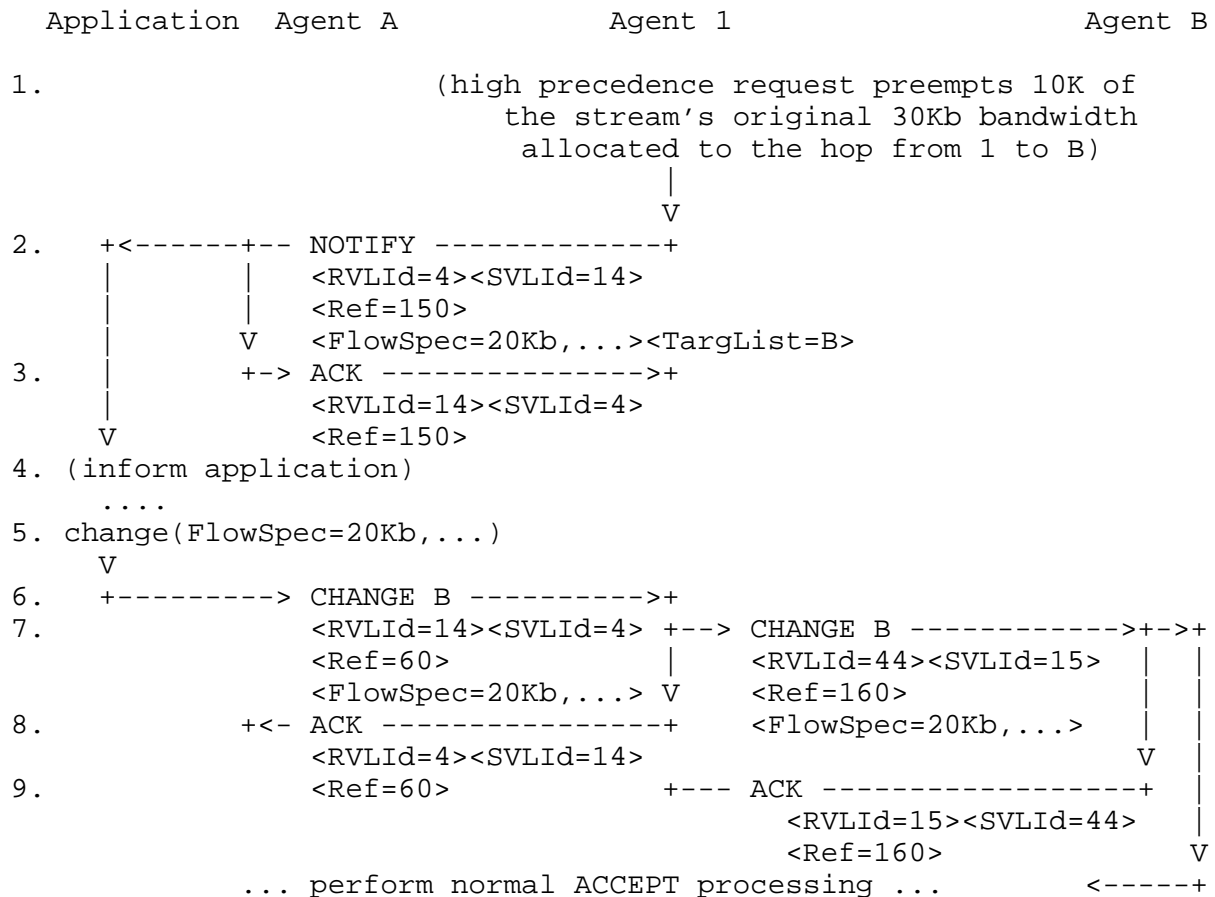 Application  Agent A             Agent 1                      Agent B

1.                         (high precedence request preempts 10K of
                             the stream's original 30Kb bandwidth
                              allocated to the hop from 1 to B)
                                       |
                                       V
2.    +<------+-- NOTIFY -------------+
      |       |   <RVLId=4><SVLId=14>
      |       |   <Ref=150>
      |       V   <FlowSpec=20Kb,...><TargList=B>
3.    |       +-> ACK --------------->+
      |           <RVLId=14><SVLId=4>
      V           <Ref=150>
4. (inform application)
      ....
5. change(FlowSpec=20Kb,...)
      V
6.    +---------> CHANGE B ---------->+
7.                <RVLId=14><SVLId=4> +--> CHANGE B ------------>+->+
                  <Ref=60>            |    <RVLId=44><SVLId=15>  |  |
                  <FlowSpec=20Kb,...> V    <Ref=160>             |  |
8.            +<- ACK ----------------+    <FlowSpec=20Kb,...>   |  |
                  <RVLId=4><SVLId=14>                            V  |
9.                <Ref=60>            +--- ACK ------------------+  |
                                             <RVLId=15><SVLId=44>   |
                                             <Ref=160>              V
              ... perform normal ACCEPT processing ...        <-----+